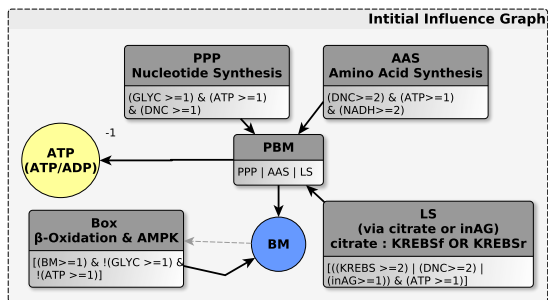 Intitial Influence Graph
PPP
Nucleotide Synthesis
(GLYC >=1) & (ATP >=1)
& (DNC >=1)
AAS
Amino Acid Synthesis
(DNC>=2) & (ATP>=1)
& (NADH>=2)
-1
ATP
(ATP/ADP)
PBM
PPP | AAS | LS
Box
β-Oxidation & AMPK
[(BM>=1) & !(GLYC >=1) &
!(ATP >=1)]
BM
LS
(via citrate or inAG)
citrate : KREBSf OR KREBSr
[((KREBS >=2) | (DNC>=2) |
(inAG>=1)) & (ATP >=1)]